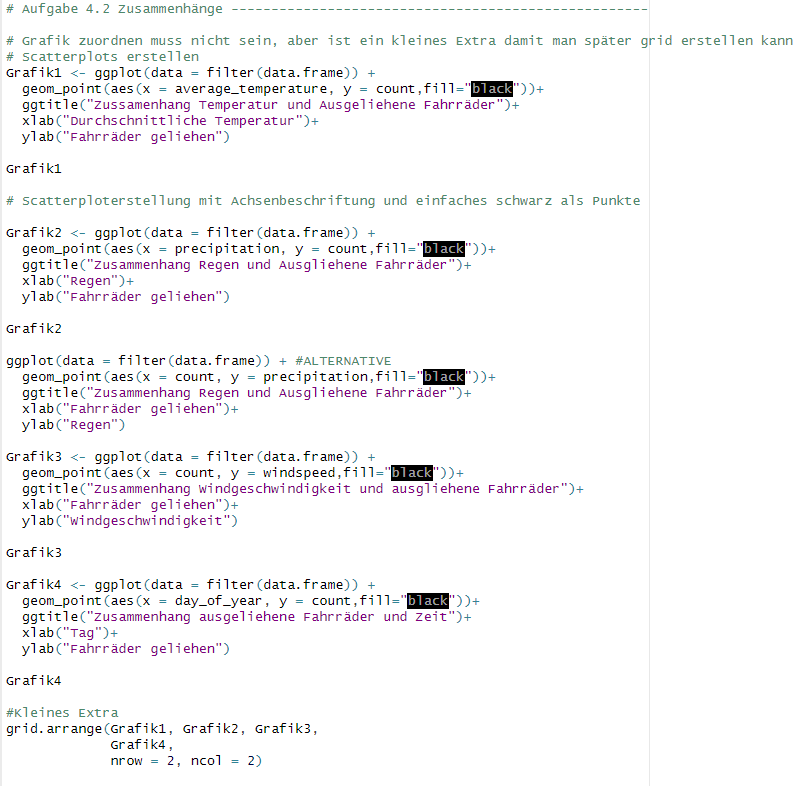 # Aufgabe 4.2 Zusammenhänge ----------------------------------------------------
# Grafik zuordnen muss nicht sein, aber ist ein kleines Extra damit man später grid erstellen kann
# Scatterplots erstellen
Grafik1 <- ggplot(data = filter(data.frame)) +
  geom_point(aes(x = average_temperature, y = count,fill="black"))+
  ggtitle("Zussamenhang Temperatur und Ausgeliehene Fahrräder")+
  xlab("Durchschnittliche Temperatur")+
  ylab("Fahrräder geliehen")
Grafik1
# Scatterploterstellung mit Achsenbeschriftung und einfaches schwarz als Punkte
Grafik2 <- ggplot(data = filter(data.frame)) +
  geom_point(aes(x = precipitation, y = count,fill="black"))+
  ggtitle("Zusammenhang Regen und Ausgliehene Fahrräder")+
  xlab("Regen")+
  ylab("Fahrräder geliehen")
Grafik2
ggplot(data = filter(data.frame)) + #ALTERNATIVE
  geom_point(aes(x = count, y = precipitation,fill="black"))+
  ggtitle("Zusammenhang Regen und Ausgliehene Fahrräder")+
  xlab("Fahrräder geliehen")+
  ylab("Regen")
Grafik3 <- ggplot(data = filter(data.frame)) +
  geom_point(aes(x = count, y = windspeed,fill="black"))+
  ggtitle("Zusammenhang Windgeschwindigkeit und ausgliehene Fahrräder")+
  xlab("Fahrräder geliehen")+
  ylab("Windgeschwindigkeit")
Grafik3
Grafik4 <- ggplot(data = filter(data.frame)) +
  geom_point(aes(x = day_of_year, y = count,fill="black"))+
  ggtitle("Zusammenhang ausgeliehene Fahrräder und Zeit")+
  xlab("Tag")+
  ylab("Fahrräder geliehen")
Grafik4
#Kleines Extra
grid.arrange(Grafik1, Grafik2, Grafik3,
             Grafik4,
             nrow = 2, ncol = 2)